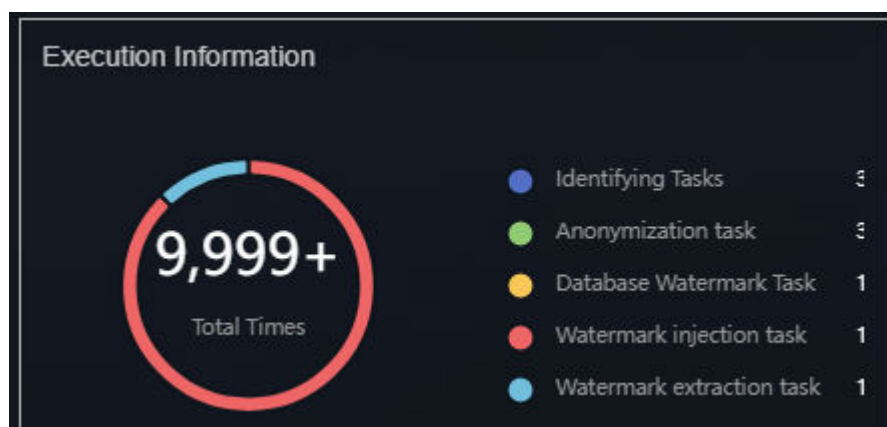 Execution Information
9,999+
Total Times
Identifying Tasks
Anonymization task
Database Watermark Task 1
Watermark injection task 1
Watermark extraction task 1